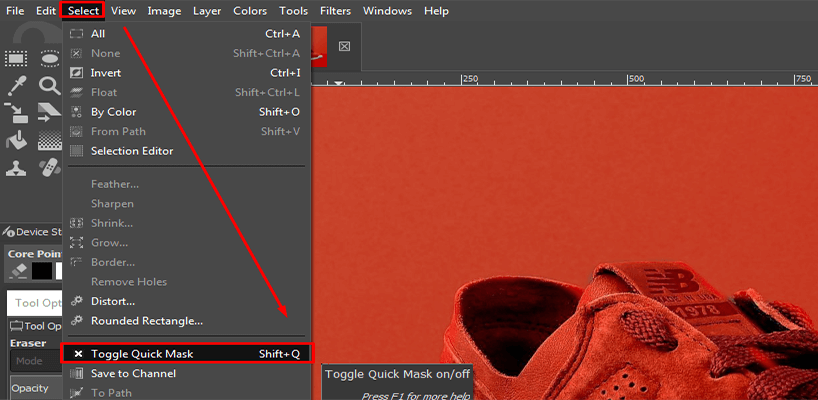 File Edit Select View Image Layer Colors Tools Filters Windows Help
All Ctrl+A
None Shift+Ctrl+A
Invert Ctrl+I
Float Shift+Ctrl+L
By Color Shift+O
From Path Shift+V
Selection Editor
Feather...
Sharpen
Shrink...
Grow...
Border...
Remove Holes
Distort...
Rounded Rectangle...
Toggle Quick Mask Shift+Q
Save to Channel
To Path
Device St
Core Poin
Tool Opt
Tool Op
Eraser
Mode
Opacity
250 500 750
NB
MADE IN U.S.A.
1978
Toggle Quick Mask on/off
Press F1 for more help